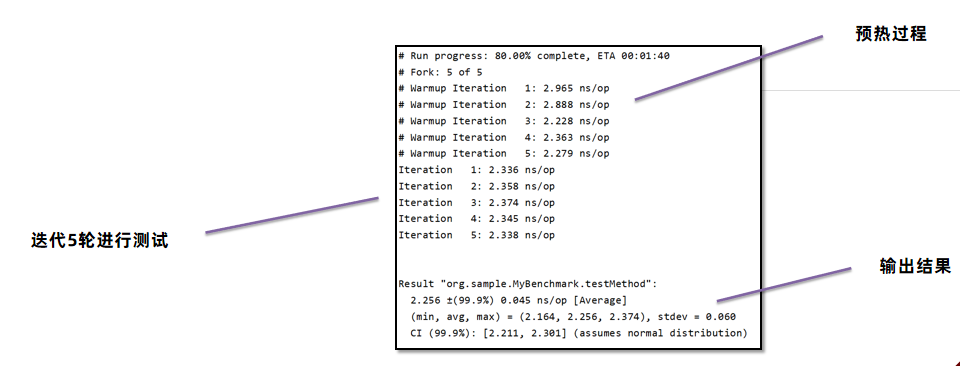 预热过程
# Run progress: 80.00% complete, ETA 00:01:40
# Fork: 5 of 5
# Warmup Iteration   1: 2.965 ns/op
# Warmup Iteration   2: 2.888 ns/op
# Warmup Iteration   3: 2.228 ns/op
# Warmup Iteration   4: 2.363 ns/op
# Warmup Iteration   5: 2.279 ns/op
Iteration   1: 2.336 ns/op
Iteration   2: 2.358 ns/op
Iteration   3: 2.374 ns/op
Iteration   4: 2.345 ns/op
Iteration   5: 2.338 ns/op
迭代5轮进行测试
输出结果
Result "org.sample.MyBenchmark.testMethod":
  2.256 ±(99.9%) 0.045 ns/op [Average]
  (min, avg, max) = (2.164, 2.256, 2.374), stdev = 0.060
  CI (99.9%): [2.211, 2.301] (assumes normal distribution)